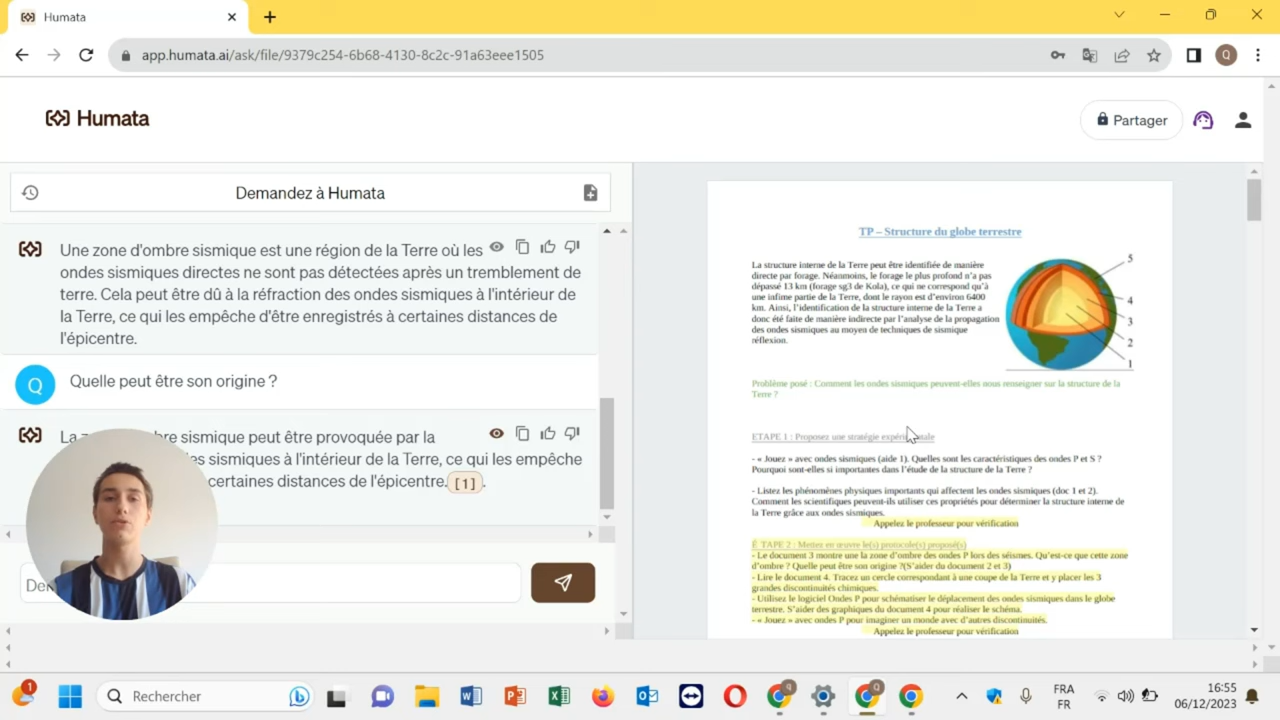 Humata
app.humata.ai/ask/file/9379c254-6b68-4130-8c2c-91a63eee1505
Q
Humata
Partager
Demandez à Humata
Une zone d'ombre sismique est une région de la Terre où les
ondes sismiques directes ne sont pas détectées après un tremblement de
terre. Cela peut être dû à la réfraction des ondes sismiques à l'intérieur de
la Terre, ce qui les empêche d'être enregistrés à certaines distances de
l'épicentre.
Q
Quelle peut être son origine ?
sismique peut être provoquée par la
es sismiques à l'intérieur de la Terre, ce qui les empêche
certaines distances de l'épicentre. [1] .
TP – Structure du globe terrestre
La structure interne de la Terre peut être identifiée de manière
directe par forage. Néanmoins, le forage le plus profond n'a pas
dépassé 13 km (forage sg3 de Kola), ce qui ne correspond qu'à
une infime partie de la Terre, dont le rayon est d'environ 6400
km. Ainsi, l'identification de la structure interne de la Terre a
donc été faite de manière indirecte par l'analyse de la propagation
des ondes sismiques au moyen de techniques de sismique
réflexion.
5
4
3
2
1
Problème posé : Comment les ondes sismiques peuvent-elles nous renseigner sur la structure de la
Terre ?
ETAPE 1 : Proposez une stratégie expérimentale
- « Jouez » avec ondes sismiques (aide 1). Quelles sont les caractéristiques des ondes P et S ?
Pourquoi sont-elles si importantes dans l'étude de la structure de la Terre ?
- Listez les phénomènes physiques importants qui affectent les ondes sismiques (doc 1 et 2).
Comment les scientifiques peuvent-ils utiliser ces propriétés pour déterminer la structure interne de
la Terre grâce aux ondes sismiques.
Appelez le professeur pour vérification
É TAPE 2 : Mettez en œuvre le(s) protocole(s) proposé(s)
- Le document 3 montre une la zone d'ombre des ondes P lors des séismes. Qu'est-ce que cette zone
d'ombre ? Quelle peut être son origine ?(S'aider du document 2 et 3)
- Lire le document 4. Tracez un cercle correspondant à une coupe de la Terre et y placer les 3
grandes discontinuités chimiques.
- Utilisez le logiciel Ondes P pour schématiser le déplacement des ondes sismiques dans le globe
terrestre. S'aider des graphiques du document 4 pour réaliser le schéma.
- « Jouez » avec ondes P pour imaginer un monde avec d'autres discontinuités.
Appelez le professeur pour vérification
1
Rechercher
q
Q
FRA
FR
16:55
06/12/2023